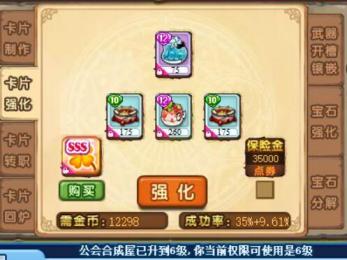 卡片制作
卡片强化
卡片转职
卡片回炉
武器开槽镶嵌
宝石强化
宝石分解
12
75
10
175
12
260
10
175
SSS
购买
强化
保险金
35000
点券
需金币：12298
成功率：35%+9.61%
公会合成屋已升到6级，你当前权限可使用是6级